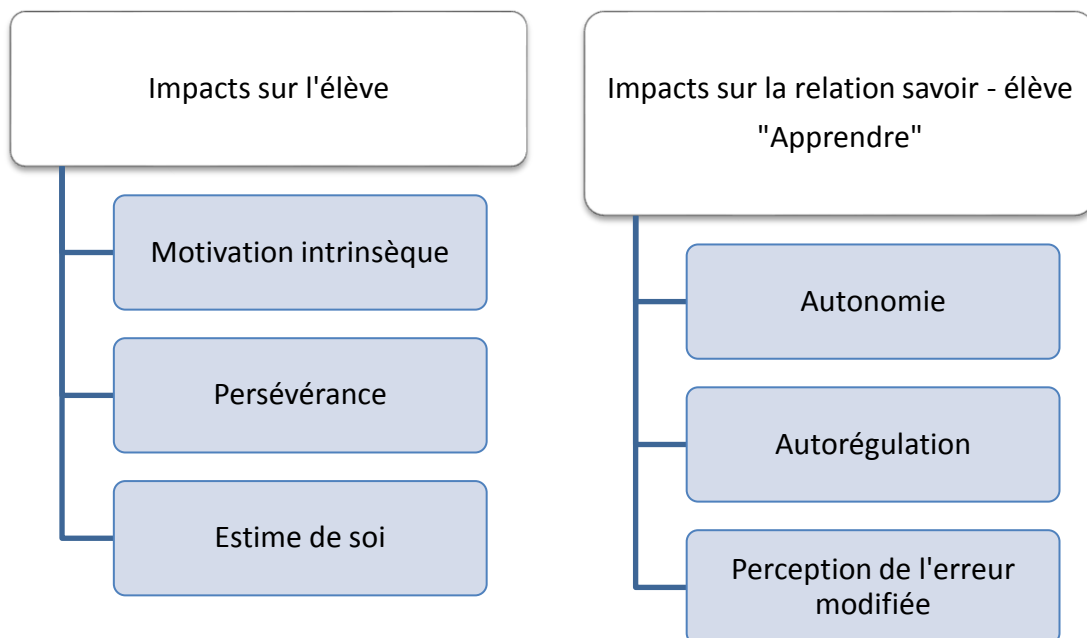 Impacts sur l'élève
Motivation intrinsèque
Persévérance
Estime de soi
Impacts sur la relation savoir - élève
"Apprendre"
Autonomie
Autorégulation
Perception de l'erreur
modifiée